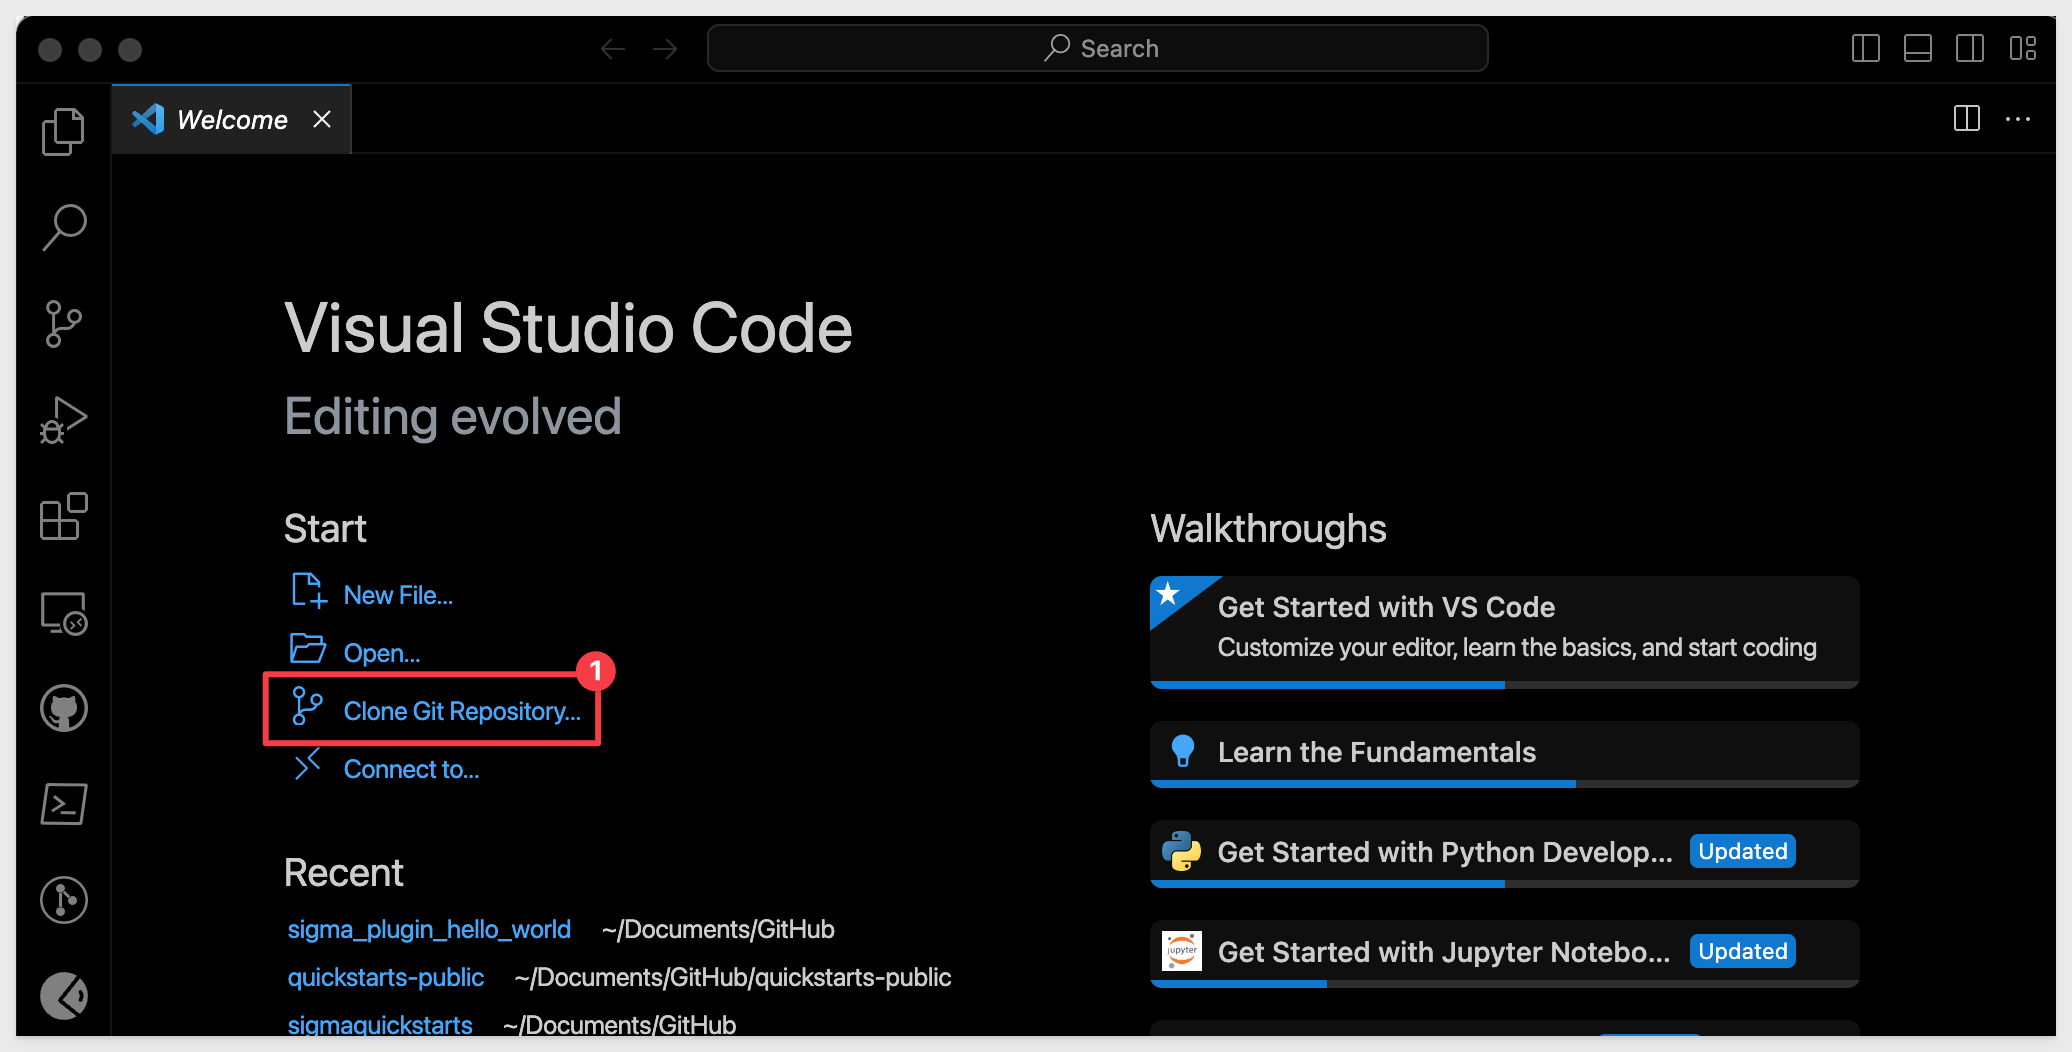 Search
Welcome
Visual Studio Code
Editing evolved
Start
New File...
Open...
1
Clone Git Repository...
Connect to...
Recent
sigma_plugin_hello_world ~/Documents/GitHub
quickstarts-public ~/Documents/GitHub/quickstarts-public
sigmaquickstarts ~/Documents/GitHub
Walkthroughs
Get Started with VS Code
Customize your editor, learn the basics, and start coding
Learn the Fundamentals
Get Started with Python Develop... Updated
jupyter
Get Started with Jupyter Notebo... Updated